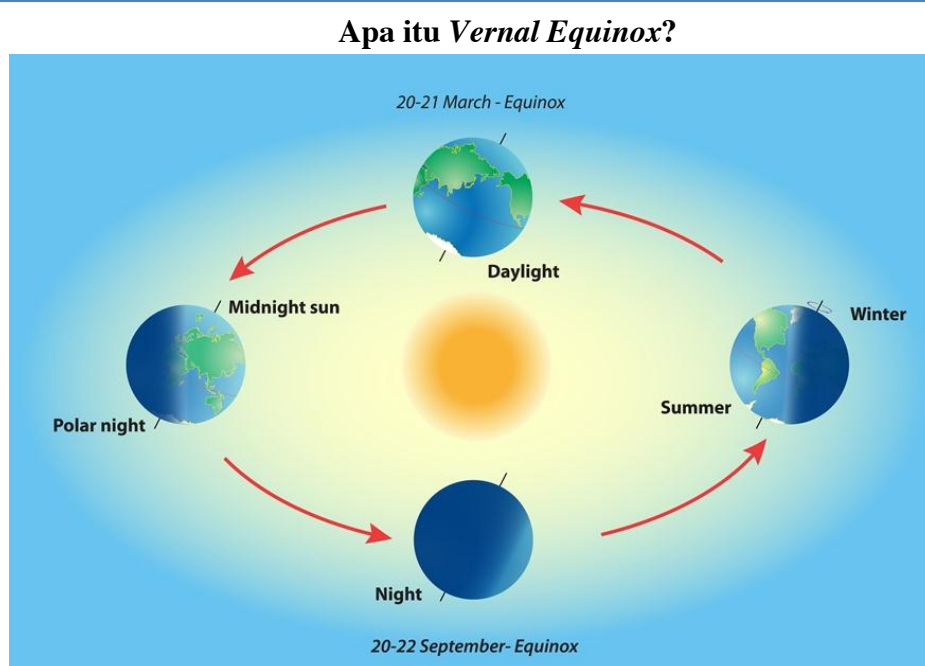 Apa itu Vernal Equinox?
20-21 March - Equinox
Daylight
Midnight sun
Winter
Summer
Polar night
Night
20-22 September- Equinox